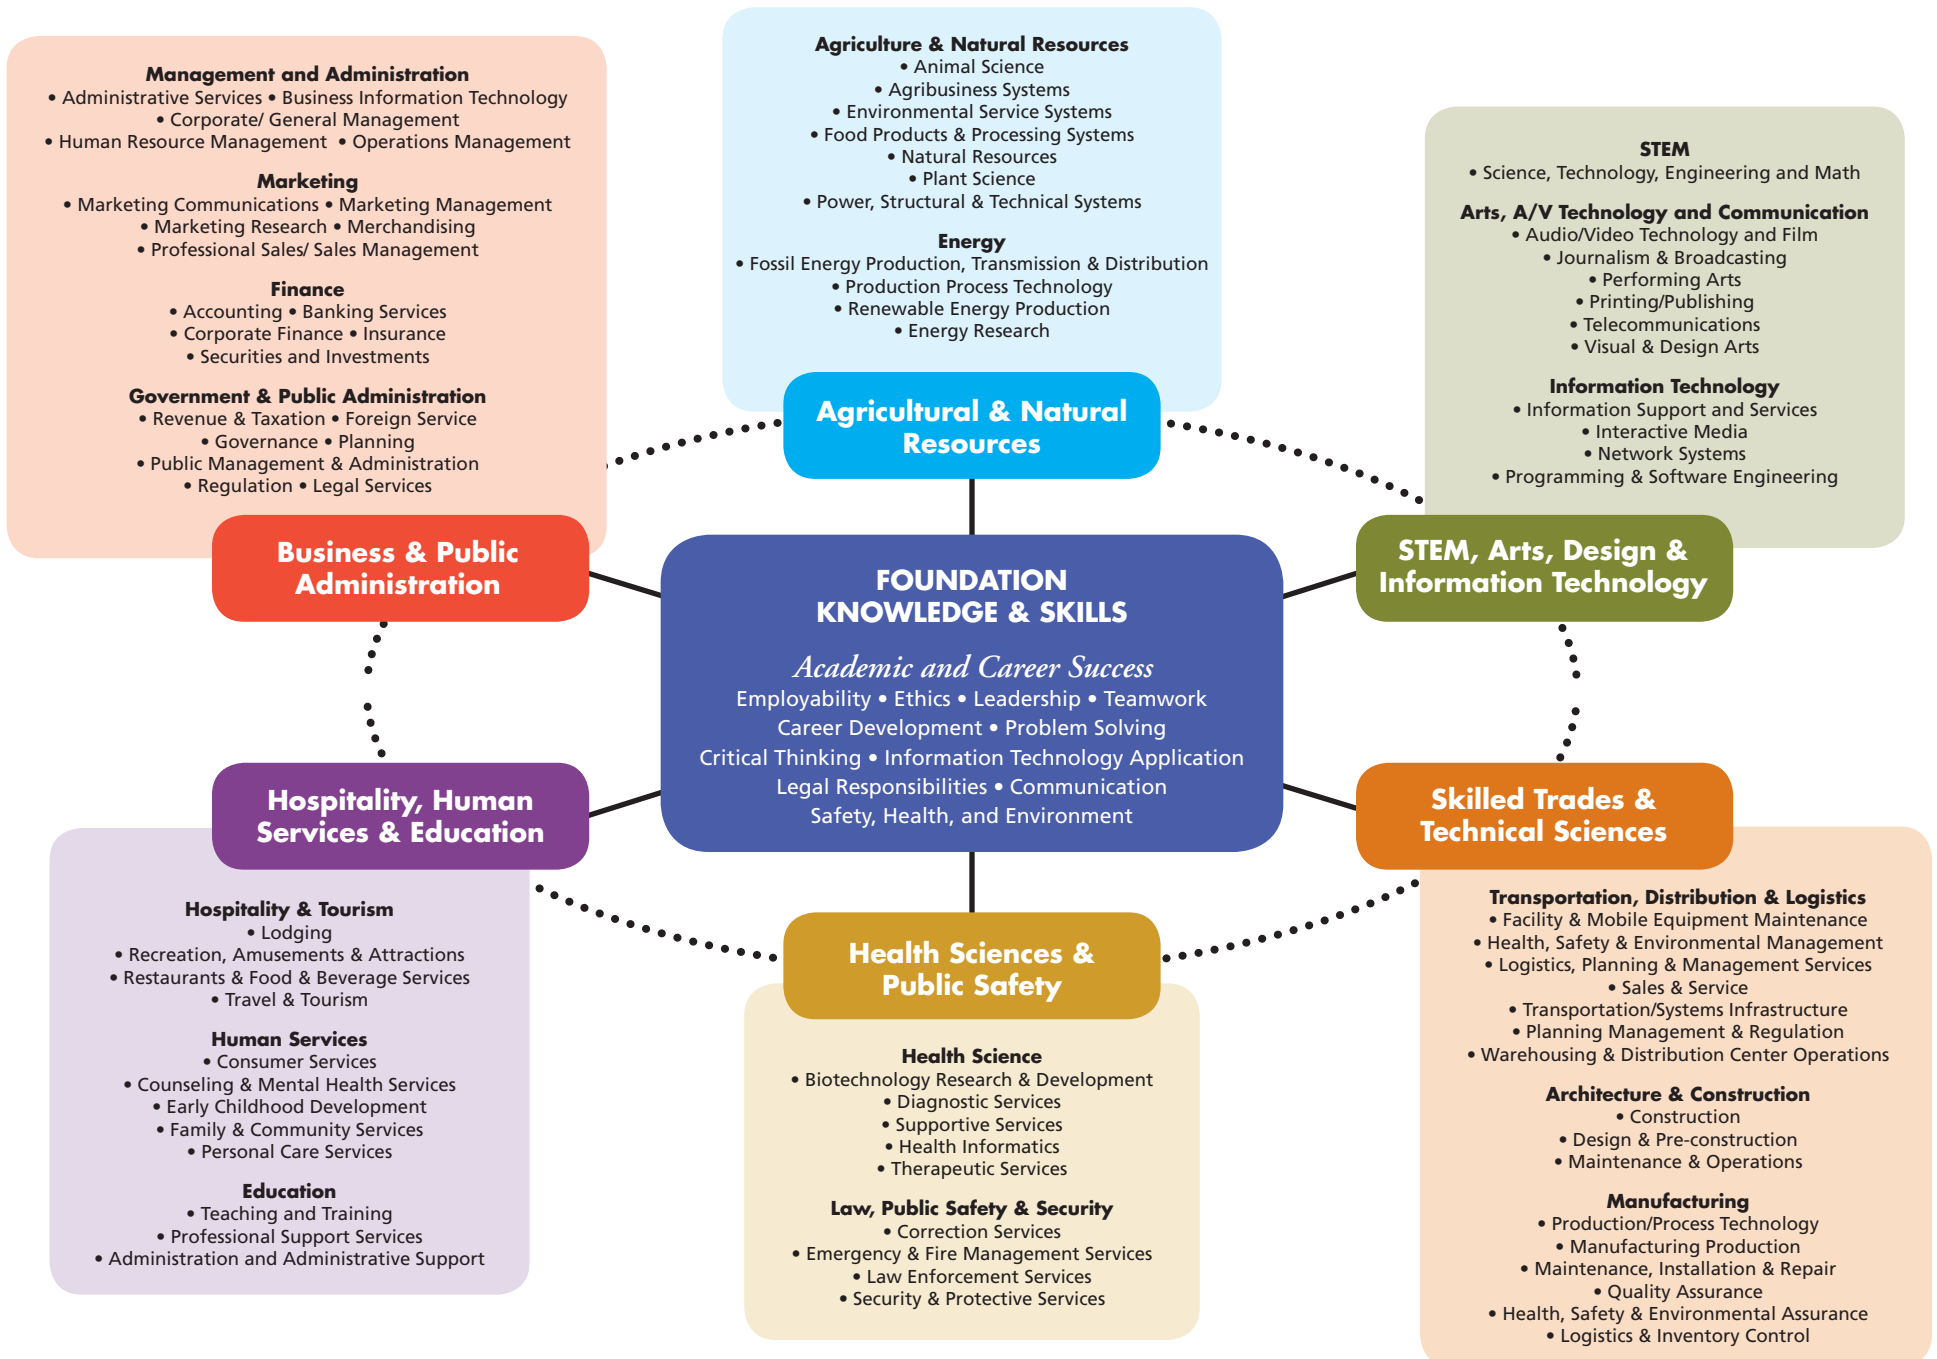 Management and Administration
• Administrative Services • Business Information Technology
• Corporate/ General Management
• Human Resource Management • Operations Management
Marketing
• Marketing Communications • Marketing Management
• Marketing Research • Merchandising
• Professional Sales/ Sales Management
Finance
• Accounting • Banking Services
• Corporate Finance • Insurance
• Securities and Investments
Government & Public Administration
• Revenue & Taxation • Foreign Service
• Governance • Planning
• Public Management & Administration
• Regulation • Legal Services
Business & Public
Administration
Agriculture & Natural Resources
• Animal Science
• Agribusiness Systems
• Environmental Service Systems
• Food Products & Processing Systems
• Natural Resources
• Plant Science
• Power, Structural & Technical Systems
Energy
• Fossil Energy Production, Transmission & Distribution
• Production Process Technology
• Renewable Energy Production
• Energy Research
Agricultural & Natural
Resources
STEM
• Science, Technology, Engineering and Math
Arts, A/V Technology and Communication
• Audio/Video Technology and Film
• Journalism & Broadcasting
• Performing Arts
• Printing/Publishing
• Telecommunications
• Visual & Design Arts
Information Technology
• Information Support and Services
• Interactive Media
• Network Systems
• Programming & Software Engineering
STEM, Arts, Design &
Information Technology
FOUNDATION
KNOWLEDGE & SKILLS
Academic and Career Success
Employability • Ethics • Leadership • Teamwork
Career Development • Problem Solving
Critical Thinking • Information Technology Application
Legal Responsibilities • Communication
Safety, Health, and Environment
Hospitality, Human
Services & Education
Hospitality & Tourism
• Lodging
• Recreation, Amusements & Attractions
• Restaurants & Food & Beverage Services
• Travel & Tourism
Human Services
• Consumer Services
• Counseling & Mental Health Services
• Early Childhood Development
• Family & Community Services
• Personal Care Services
Education
• Teaching and Training
• Professional Support Services
• Administration and Administrative Support
Health Sciences &
Public Safety
Health Science
• Biotechnology Research & Development
• Diagnostic Services
• Supportive Services
• Health Informatics
• Therapeutic Services
Law, Public Safety & Security
• Correction Services
• Emergency & Fire Management Services
• Law Enforcement Services
• Security & Protective Services
Skilled Trades &
Technical Sciences
Transportation, Distribution & Logistics
• Facility & Mobile Equipment Maintenance
• Health, Safety & Environmental Management
• Logistics, Planning & Management Services
• Sales & Service
• Transportation/Systems Infrastructure
• Planning Management & Regulation
• Warehousing & Distribution Center Operations
Architecture & Construction
• Construction
• Design & Pre-construction
• Maintenance & Operations
Manufacturing
• Production/Process Technology
• Manufacturing Production
• Maintenance, Installation & Repair
• Quality Assurance
• Health, Safety & Environmental Assurance
• Logistics & Inventory Control